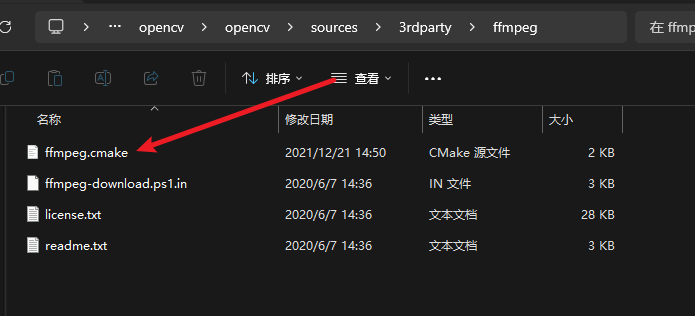 ··· opencv > opencv > sources > 3rdparty > ffmpeg 在 ffm
排序 查看 ···
名称 修改日期 类型 大小
ffmpeg.cmake 2021/12/21 14:50 CMake 源文件 2 KB
ffmpeg-download.ps1.in 2020/6/7 14:36 IN 文件 3 KB
license.txt 2020/6/7 14:36 文本文档 28 KB
readme.txt 2020/6/7 14:36 文本文档 3 KB